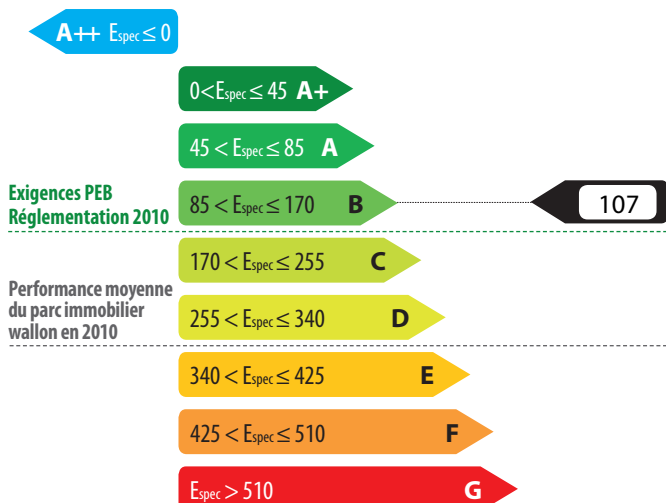 A++ Espec ≤ 0
0<Espec ≤ 45 A+
45 < Espec ≤ 85 A
Exigences PEB
Réglementation 2010
85 < Espec ≤ 170 B
107
170 < Espec ≤ 255 C
Performance moyenne
du parc immobilier
wallon en 2010
255 < Espec ≤ 340 D
340 < Espec ≤ 425 E
425 < Espec ≤ 510 F
Espec > 510 G